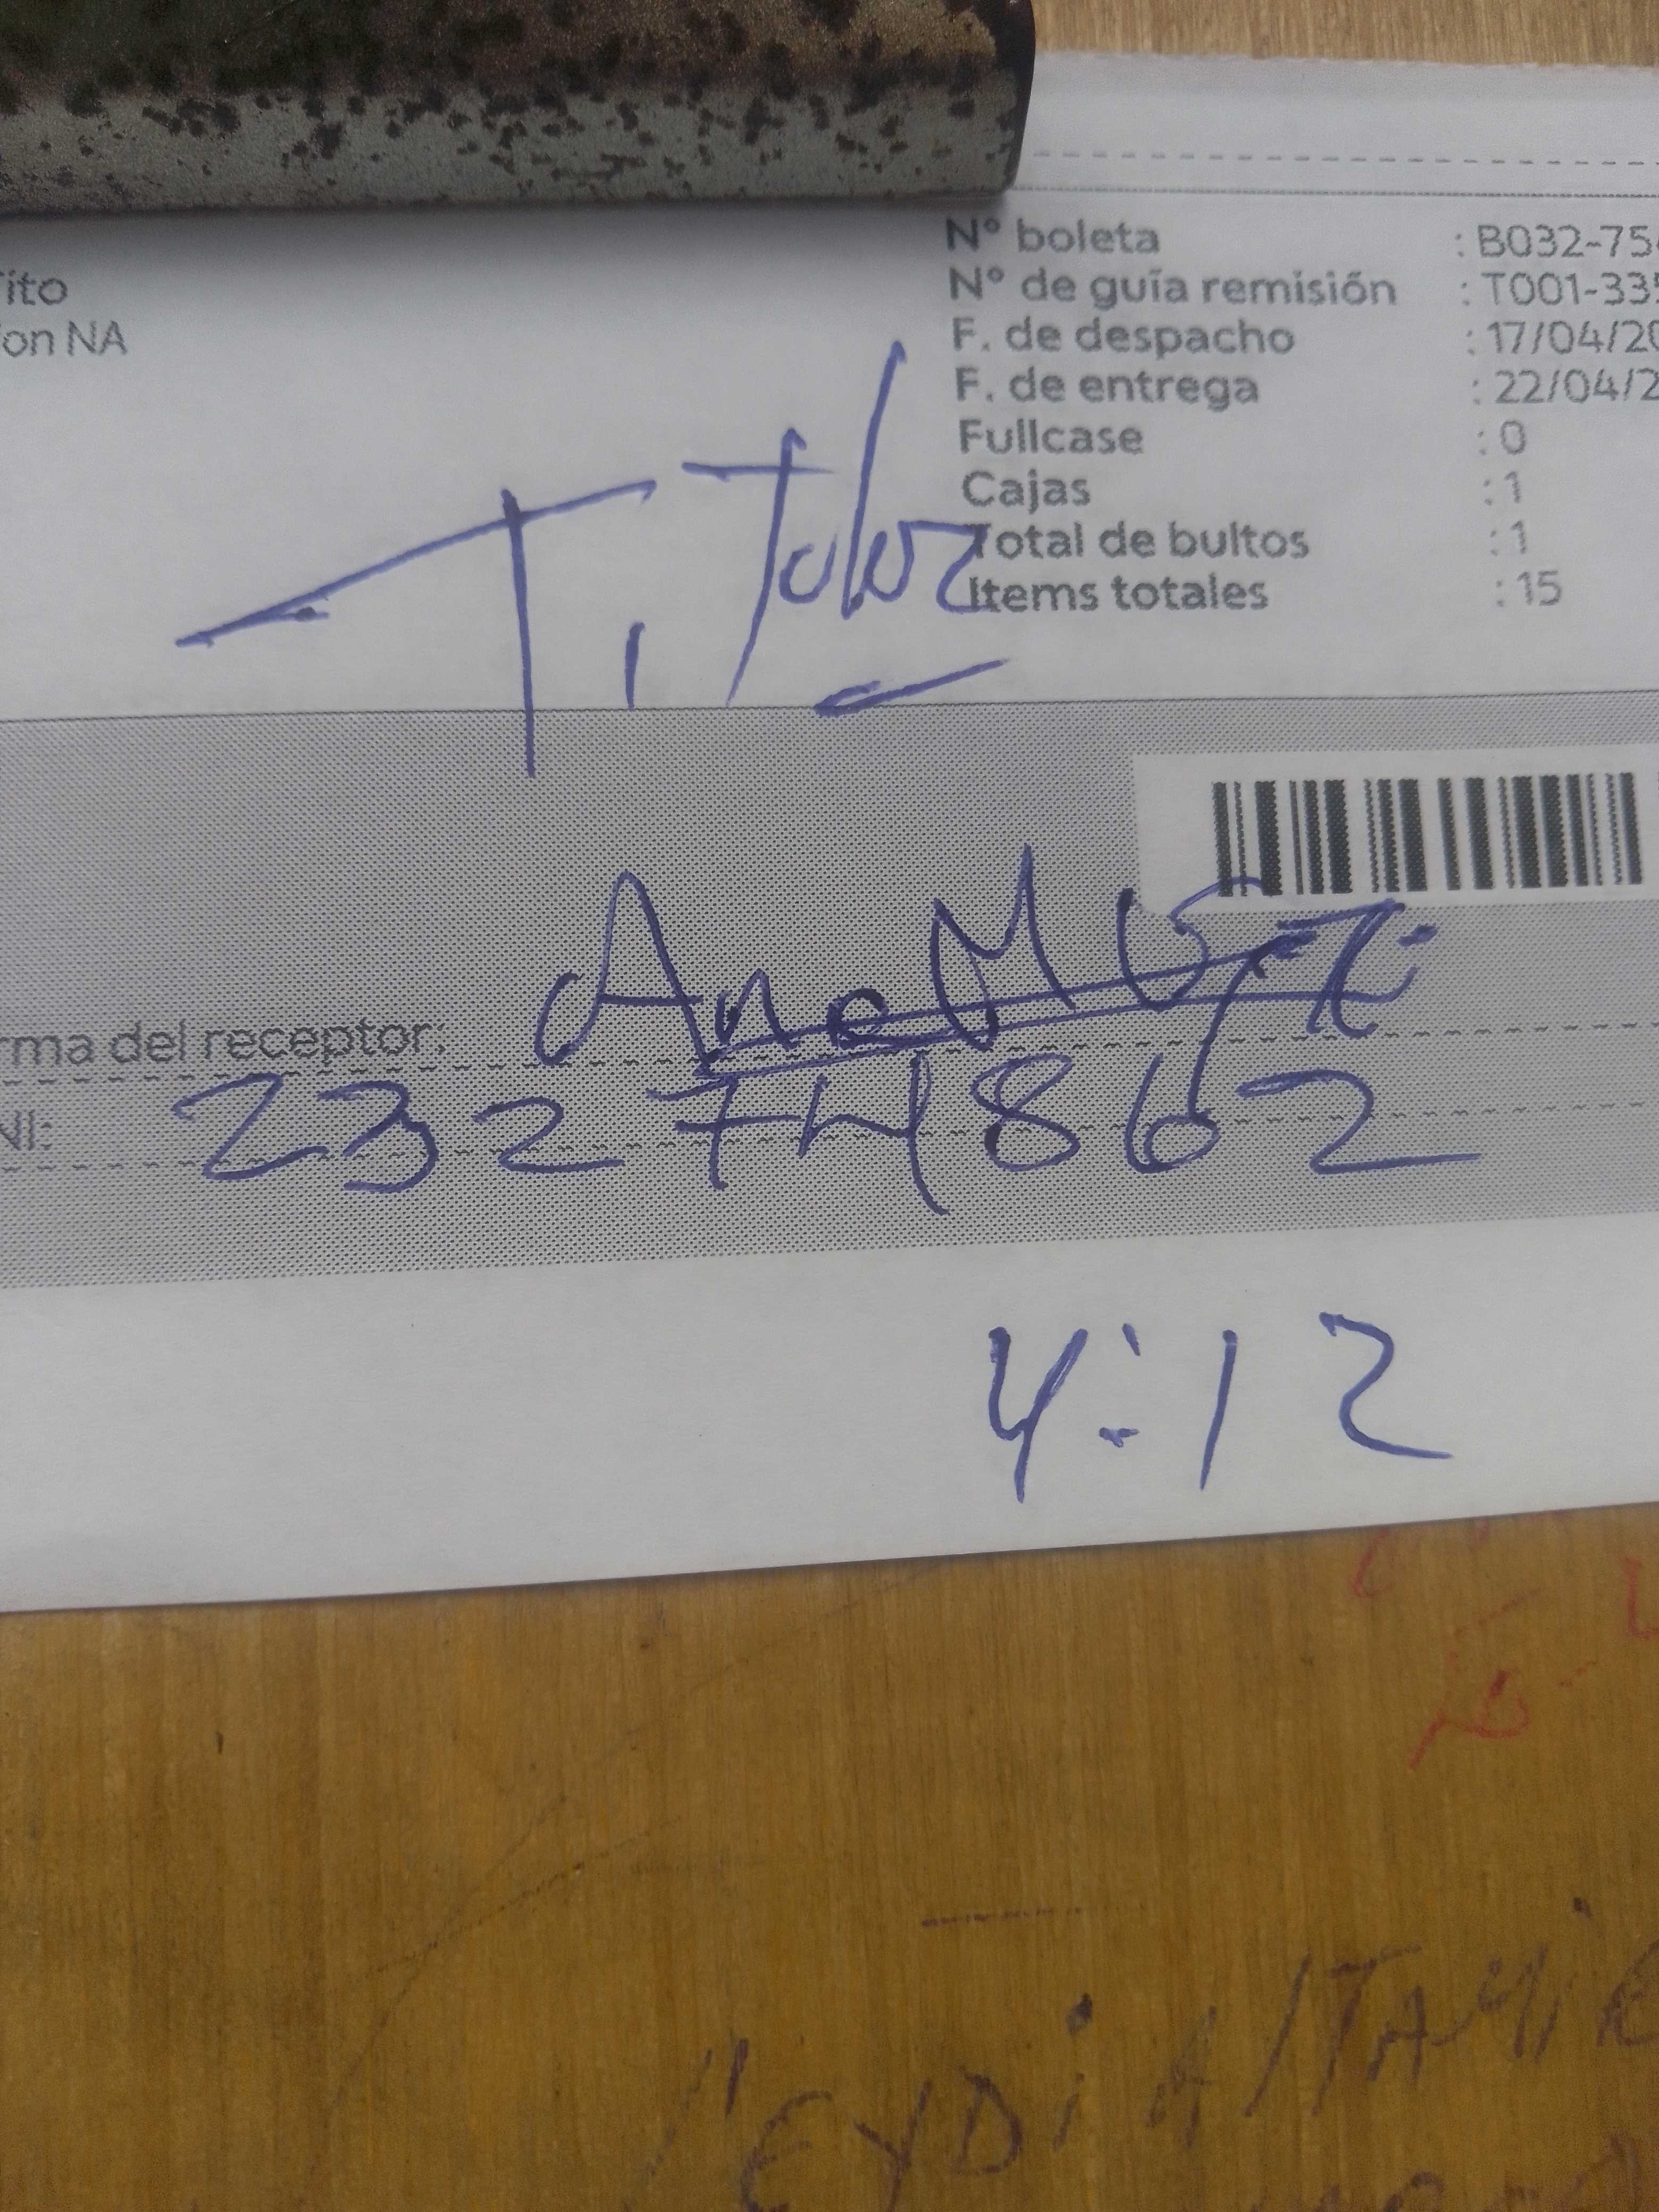 N° boleta : B032-75
ito N° de guía remisión : T001-335
on NA F. de despacho : 17/04/20
F. de entrega : 22/04/2
Fullcase : 0
Cajas : 1
Total de bultos : 1
Items totales : 15
T.
rma del receptor:
NI: 23274862
4:12